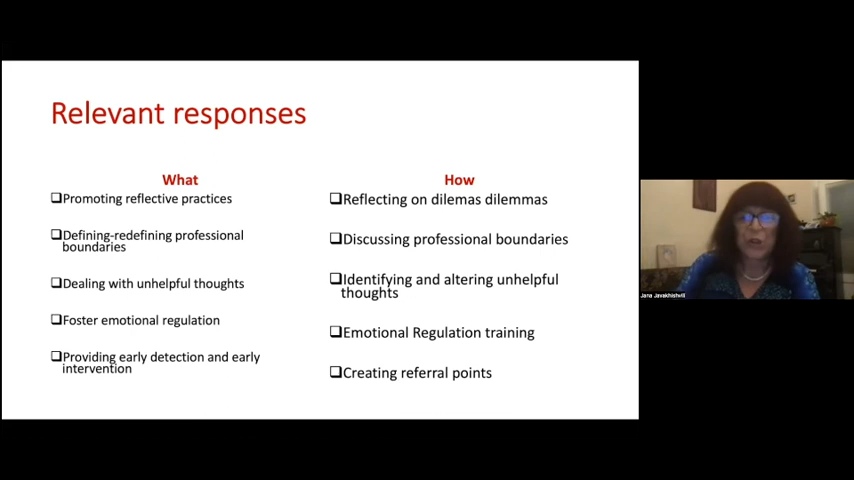 Relevant responses
What
❑Promoting reflective practices
❑Defining-redefining professional
boundaries
❑Dealing with unhelpful thoughts
❑Foster emotional regulation
❑Providing early detection and early
intervention
How
❑Reflecting on dilemas dilemmas
❑Discussing professional boundaries
❑Identifying and altering unhelpful
thoughts
❑Emotional Regulation training
❑Creating referral points
Jana Javakhishvili